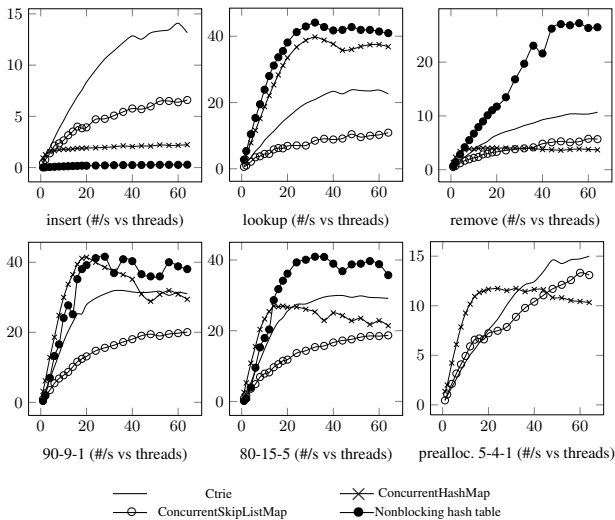 15
10
5
0
0 20 40 60
insert (#/s vs threads)
40
20
0
0 20 40 60
lookup (#/s vs threads)
20
10
0
0 20 40 60
remove (#/s vs threads)
40
20
0
0 20 40 60
90-9-1 (#/s vs threads)
40
20
0
0 20 40 60
80-15-5 (#/s vs threads)
15
10
5
0
0 20 40 60
prealloc. 5-4-1 (#/s vs threads)
Ctrie
ConcurrentHashMap
ConcurrentSkipListMap
Nonblocking hash table